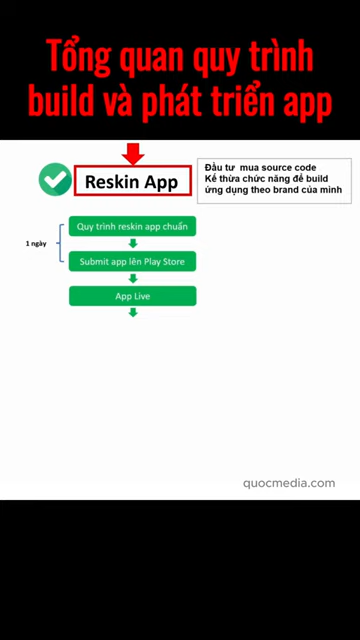 Tổng quan quy trình
build và phát triển app
Reskin App
Đầu tư mua source code
Kế thừa chức năng để build
ứng dụng theo brand của mình
Quy trình reskin app chuẩn
1 ngày
Submit app lên Play Store
App Live
quocmedia.com